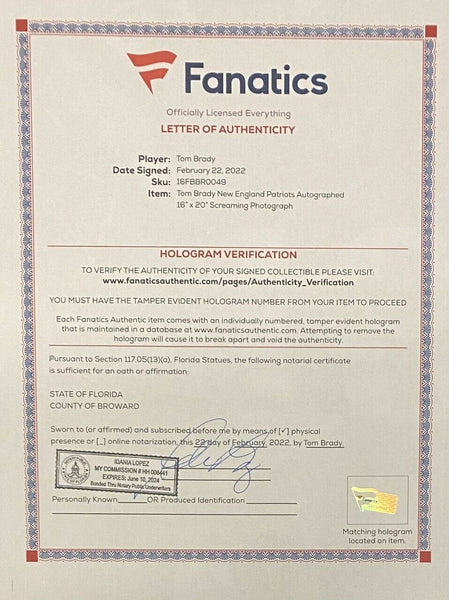 Fanatics
Officially Licensed Everything
LETTER OF AUTHENTICITY
Player: Tom Brady
Date Signed: February 22, 2022
Sku: 16FBBR0049
Item: Tom Brady New England Patriots Autographed
16" x 20" Screaming Photograph
HOLOGRAM VERIFICATION
TO VERIFY THE AUTHENTICITY OF YOUR SIGNED COLLECTIBLE PLEASE VISIT:
www.fanaticsauthentic.com/pages/Authenticity_Verification
YOU MUST HAVE THE TAMPER EVIDENT HOLOGRAM NUMBER FROM YOUR ITEM TO PROCEED
Each Fanatics Authentic item comes with an individually numbered, tamper evident hologram
that is maintained in a database at www.fanaticsauthentic.com. Attempting to remove the
hologram will cause it to break apart and void the authenticity.
Pursuant to Section 117.05(13)(a), Florida Statues, the following notarial certificate
is sufficient for an oath or affirmation:
STATE OF FLORIDA
COUNTY OF BROWARD
Sworn to (or affirmed) and subscribed before me by means of [✓] physical
presence or [_] online notarization, this 22 day of February, 2022, by Tom Brady.
IDANIA LOPEZ
MY COMMISSION # HH 008441
EXPIRES: June 10, 2024
Bonded Thru Notary Public Underwriters
Personally Known ____ OR Produced Identification ____
Matching hologram
located on item.